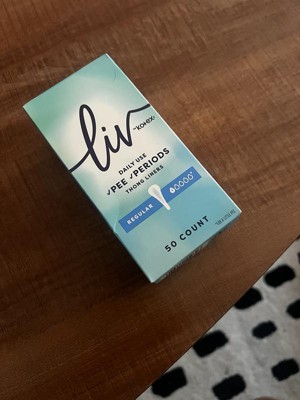 liv
by KOTEX*
DAILY USE
✓PEE ✓PERIODS
THONG LINERS
REGULAR
50 COUNT